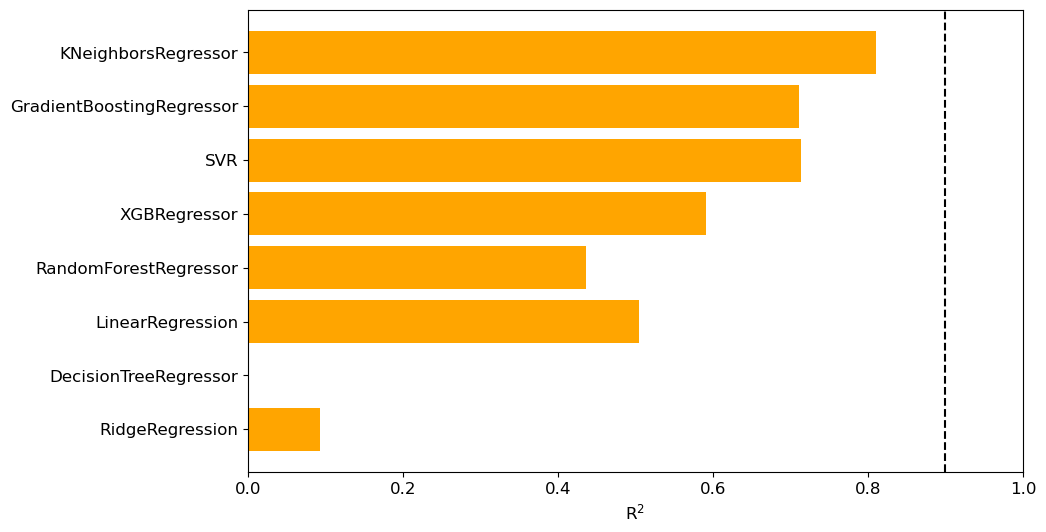 KNeighborsRegressor
GradientBoostingRegressor
SVR
XGBRegressor
RandomForestRegressor
LinearRegression
DecisionTreeRegressor
RidgeRegression
0.0 0.2 0.4 0.6 0.8 1.0
R²